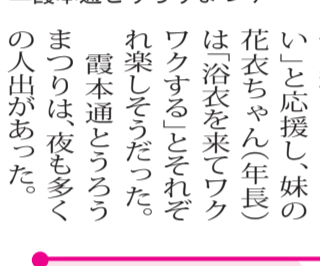 い」と応援し、妹の
花衣ちゃん(年長)
は「浴衣を来てワク
ワクする」とそれぞ
れ楽しそうだった。
　霞本通とうろう
まつりは、夜も多く
の人出があった。